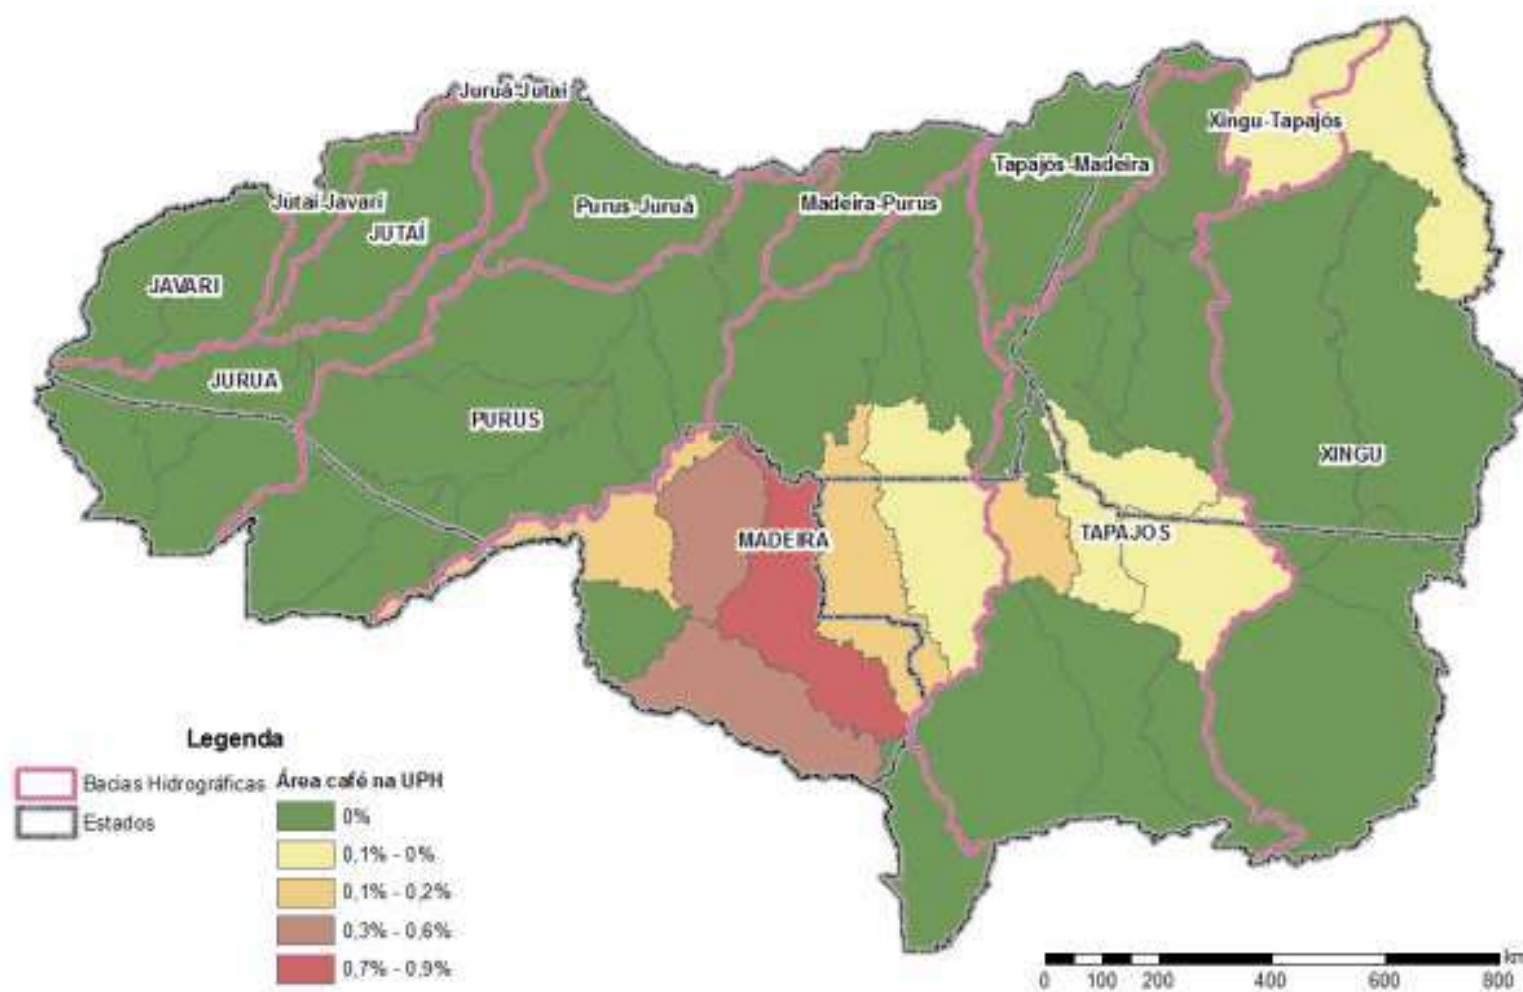 Juruá-Jutaí
Xingu-Tapajós
Tapajós-Madeira
Jutaí-Javarí
Purus-Juruá
Madeira-Purus
JUTAÍ
JAVARI
JURUA
PURUS
XINGU
MADEIRA
TAPAJOS
Legenda
Bacias Hidrográficas
Estados
Área café na UPH
0%
0,1% - 0%
0,1% - 0,2%
0,3% - 0,6%
0,7% - 0,9%
km
0 100 200 400 600 800